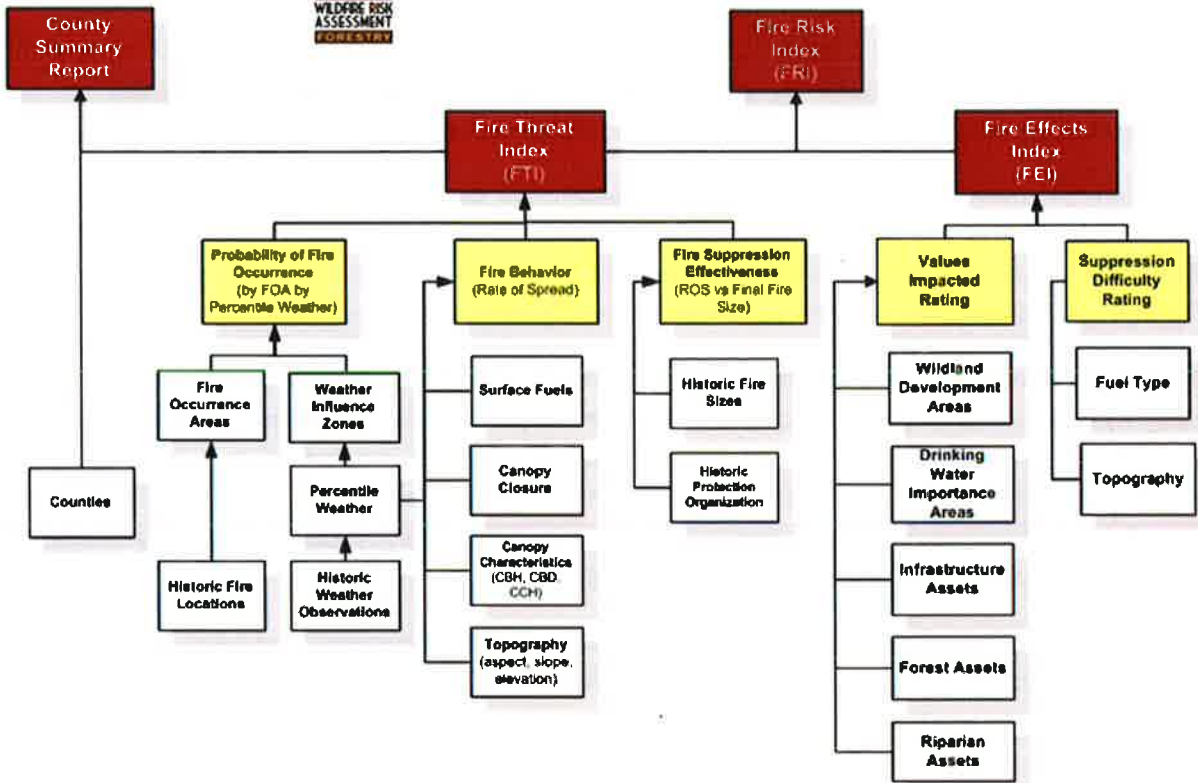 WILDFIRE RISK
ASSESSMENT
FORESTRY
County
Summary
Report
Fire Risk
Index
(FRI)
Fire Threat
Index
(FTI)
Fire Effects
Index
(FEI)
Probability of Fire
Occurrence
(by FOA by
Percentile Weather)
Fire Behavior
(Rate of Spread)
Fire Suppression
Effectiveness
(ROS vs Final Fire
Size)
Values
Impacted
Rating
Suppression
Difficulty
Rating
Fire
Occurrence
Areas
Weather
Influence
Zones
Surface Fuels
Historic Fire
Sizes
Wildland
Development
Areas
Fuel Type
Counties
Percentile
Weather
Canopy
Closure
Historic
Protection
Organization
Drinking
Water
Importance
Areas
Topography
Historic Fire
Locations
Historic
Weather
Observations
Canopy
Characteristics
(CBH, CBD,
CCH)
Infrastructure
Assets
Topography
(aspect, slope,
elevation)
Forest Assets
Riparian
Assets